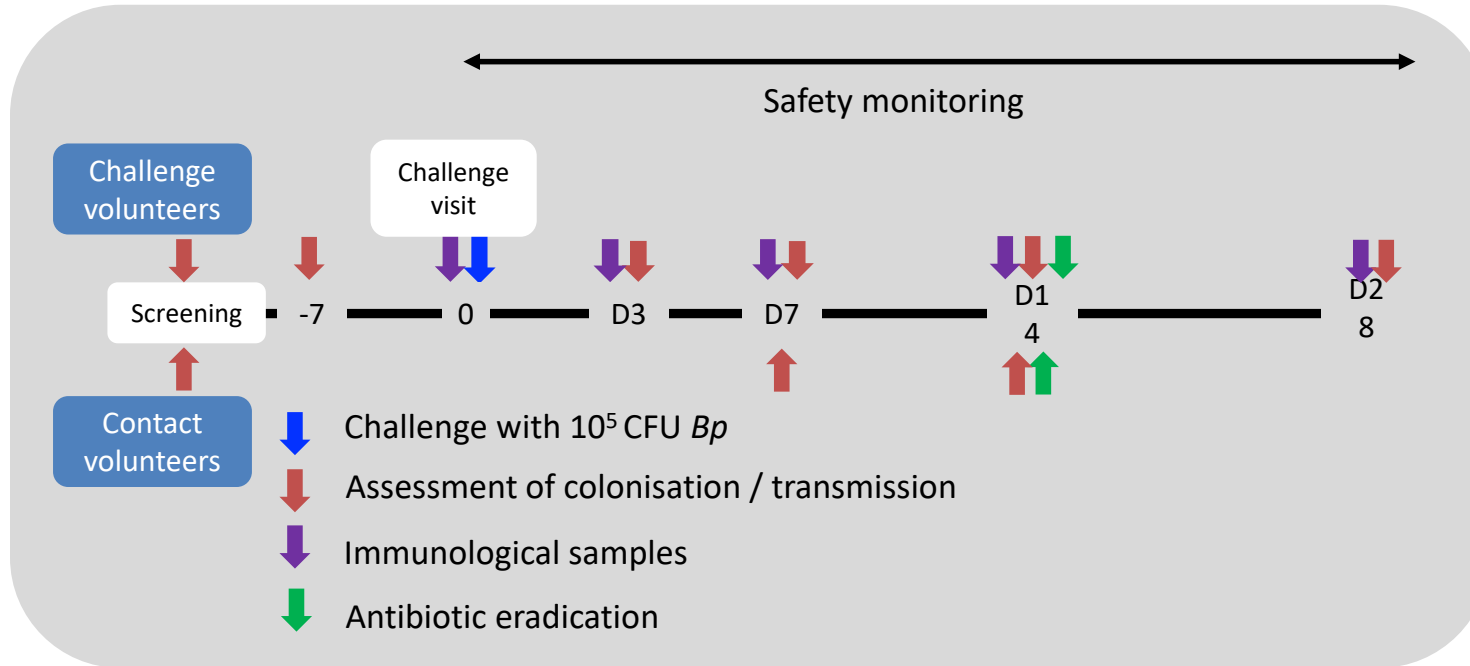 Safety monitoring
Challenge
volunteers
Challenge
visit
Screening
-7
0
D3
D7
D1
4
D2
8
Contact
volunteers
Challenge with 10⁵ CFU Bp
Assessment of colonisation / transmission
Immunological samples
Antibiotic eradication